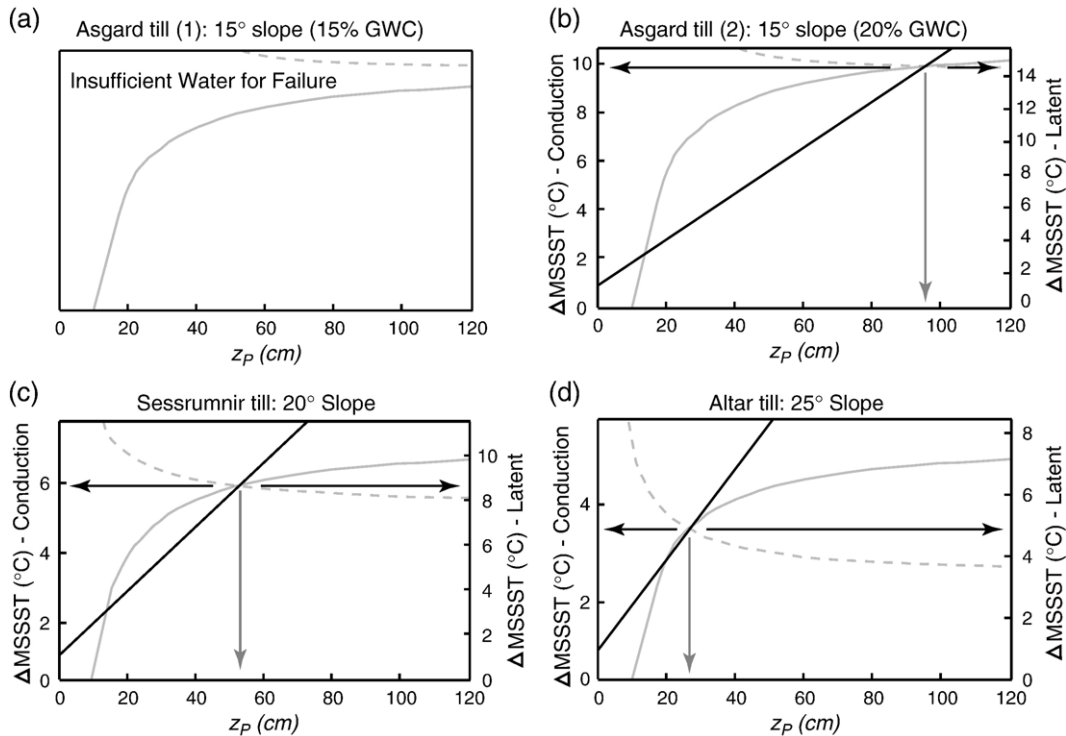 (a)
Asgard till (1): 15° slope (15% GWC)
Insufficient Water for Failure
0 20 40 60 80 100 120
z_P (cm)
(b)
Asgard till (2): 15° slope (20% GWC)
ΔMSSST (°C) - Conduction
10
8
6
4
2
0
14
12
10
8
6
4
2
0
ΔMSSST (°C) - Latent
0 20 40 60 80 100 120
z_P (cm)
(c)
Sessrumnir till: 20° Slope
ΔMSSST (°C) - Conduction
6
4
2
0
10
8
6
4
2
0
ΔMSSST (°C) - Latent
0 20 40 60 80 100 120
z_P (cm)
(d)
Altar till: 25° Slope
ΔMSSST (°C) - Conduction
4
2
0
8
6
4
2
0
ΔMSSST (°C) - Latent
0 20 40 60 80 100 120
z_P (cm)